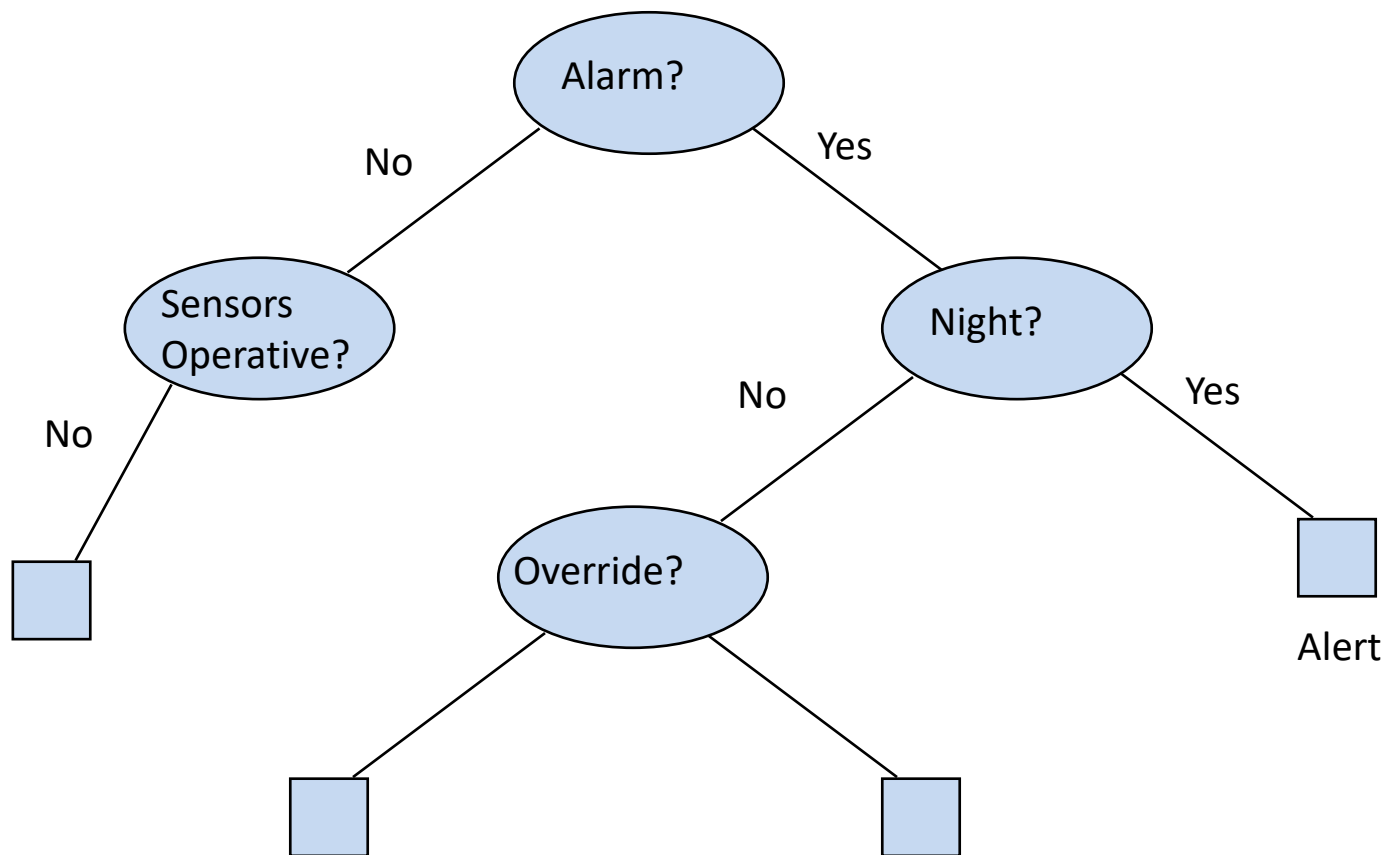 Alarm?
No
Yes
Sensors
Operative?
Night?
No
Yes
No
Override?
Alert